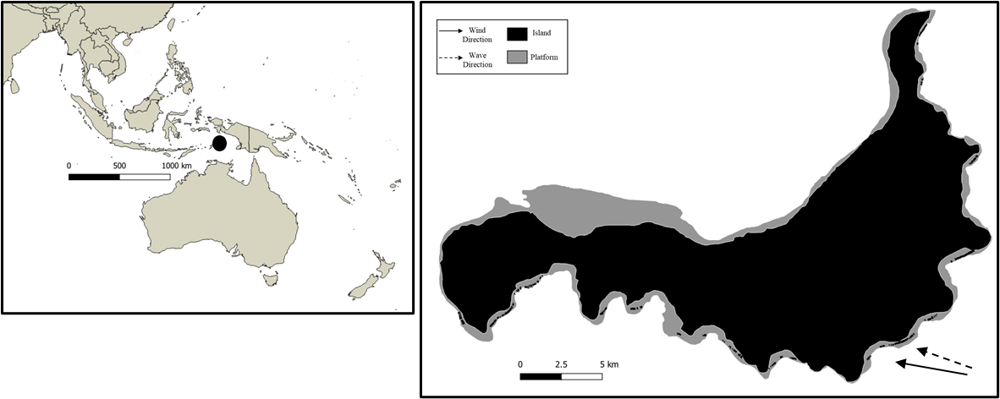 0 500 1000 km
Wind
Direction
Island
Wave
Direction
Platform
0 2.5 5 km